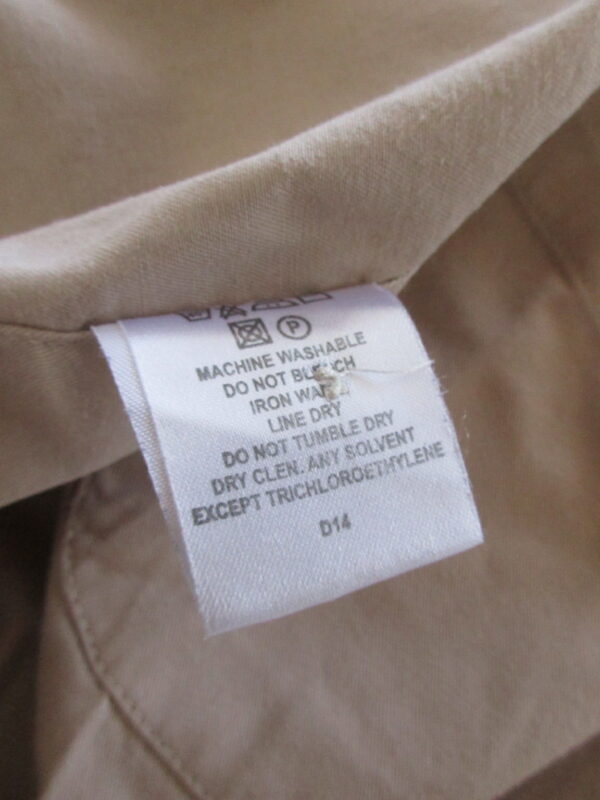 P
MACHINE WASHABLE
DO NOT BLEACH
IRON WARM
LINE DRY
DO NOT TUMBLE DRY
DRY CLEN. ANY SOLVENT
EXCEPT TRICHLOROETHYLENE
D14